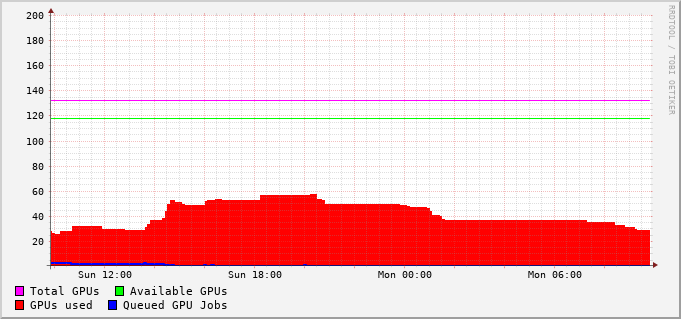 200
180
160
140
120
100
80
60
40
20
Sun 12:00 Sun 18:00 Mon 00:00 Mon 06:00
Total GPUs Available GPUs
GPUs used Queued GPU Jobs
RRDTOOL / TOBI OETIKER